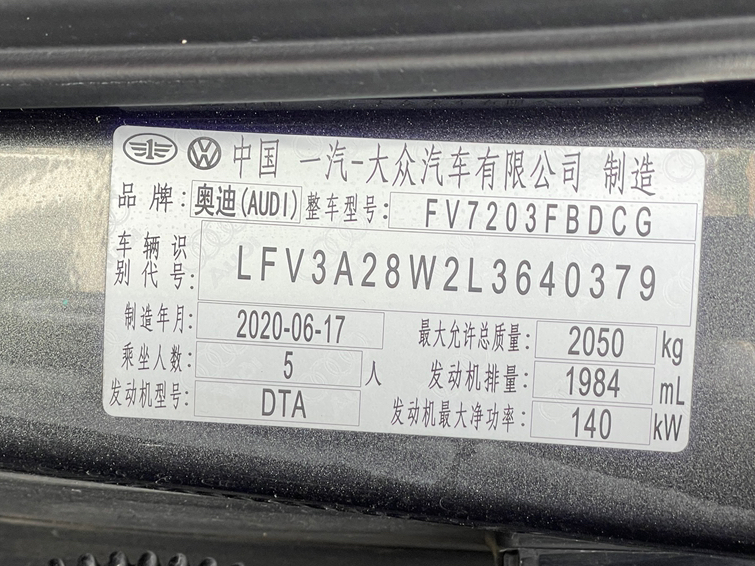 中国 一汽-大众汽车有限公司 制造
品牌: 奥迪(AUDI) 整车型号: FV7203FBDCG
车辆识别代号: LFV3A28W2L3640379
制造年月: 2020-06-17 最大允许总质量: 2050 kg
乘坐人数: 5 人 发动机排量: 1984 mL
发动机型号: DTA 发动机最大净功率: 140 kW